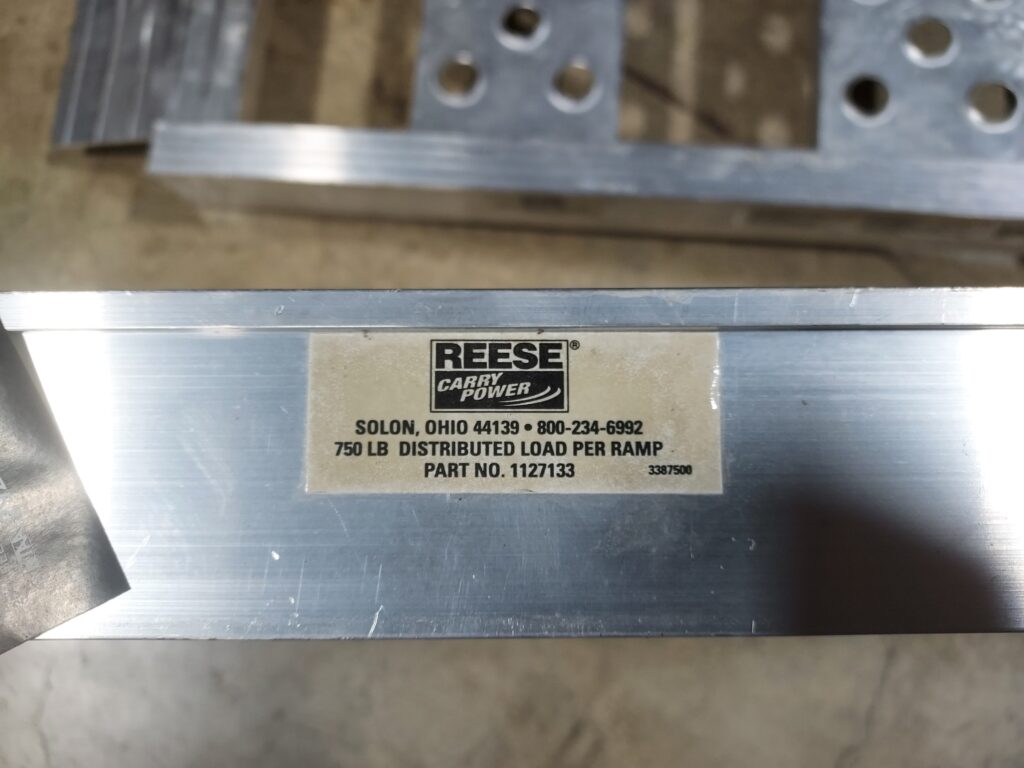 REESE®
CARRY
POWER
SOLON, OHIO 44139 • 800-234-6992
750 LB DISTRIBUTED LOAD PER RAMP
PART NO. 1127133
3387500